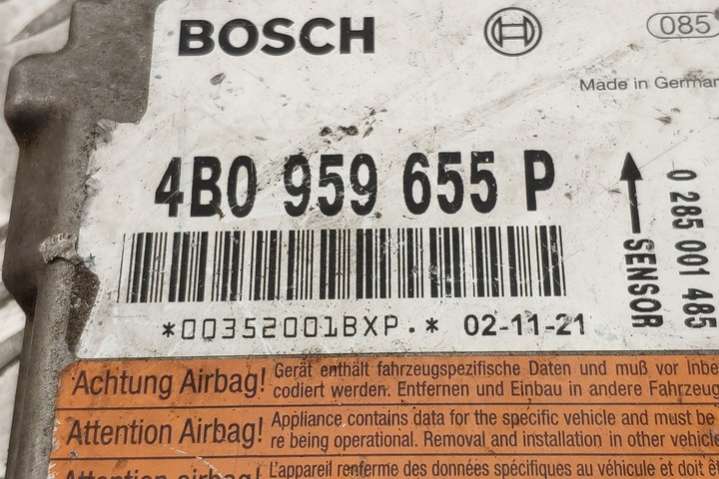 BOSCH
085
Made in German
4B0 959 655 P
SENSOR
0 285 001 485
*00352001BXP.* 02-11-21
Achtung Airbag! Gerät enthält fahrzeugspezifische Daten und muß vor Inbe
codiert werden. Entfernen und Einbau in andere Fahrzeug
Attention Airbag! Appliance contains data for the specific vehicle and must be
re being operational. Removal and installation in other vehicle
Attention airbag! L'appareil renferme des données spécifiques au véhicule et doit êt